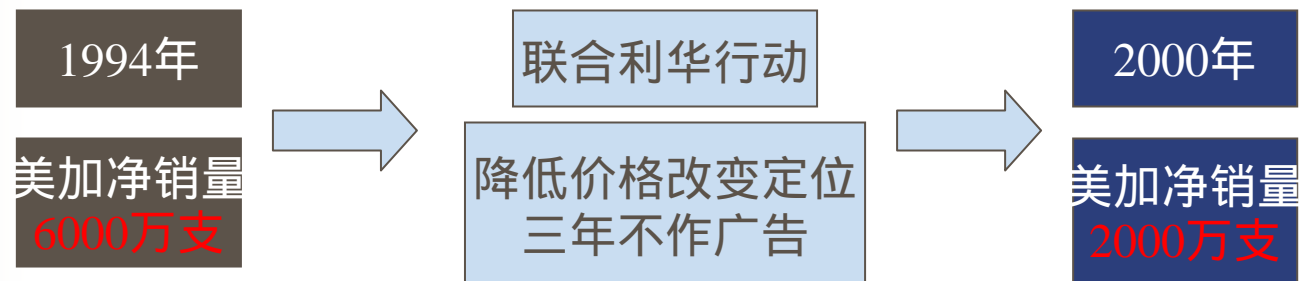 1994年
美加净销量
6000万支
联合利华行动
降低价格改变定位
三年不作广告
2000年
美加净销量
2000万支